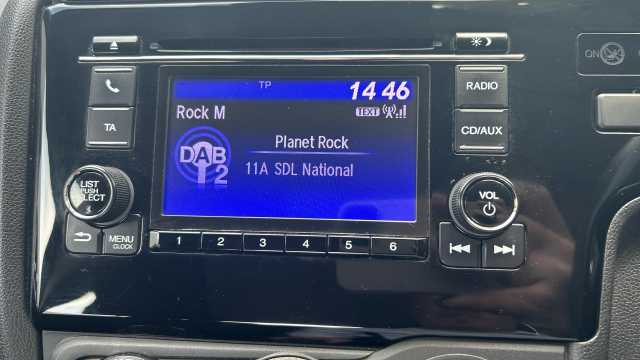 TP
14 46
Rock M
TEXT
Planet Rock
DAB
2
11A SDL National
TA
LIST
PUSH
SELECT
MENU
CLOCK
1 2 3 4 5 6
RADIO
CD/AUX
VOL
ON